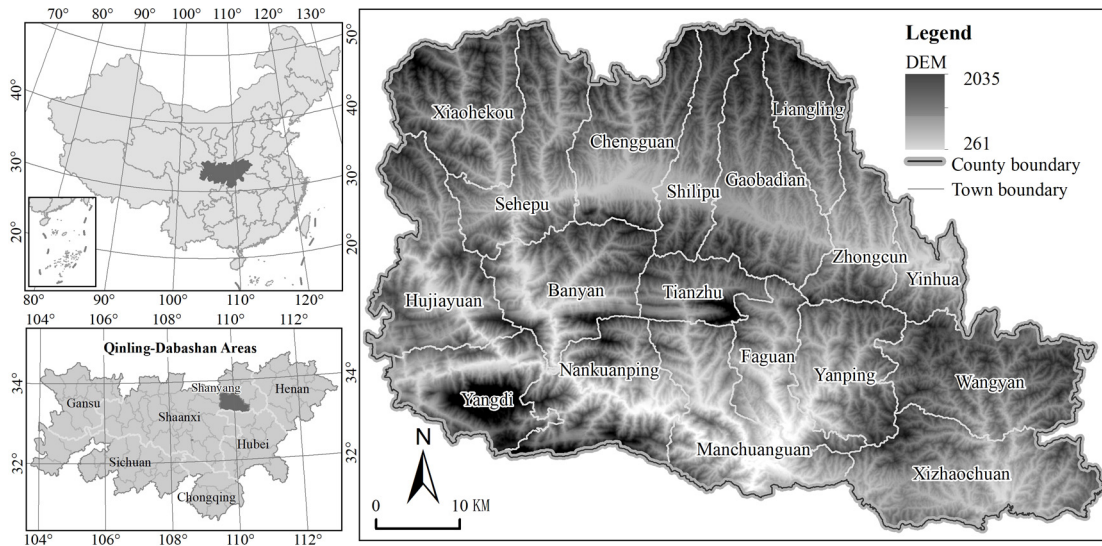 70° 80° 90° 100° 110° 120° 130°
50°
40°
40°
30°
30°
20°
20°
80° 90° 100° 110° 120°
104° 106° 108° 110° 112°
Qinling-Dabashan Areas
34°
34°
32°
32°
Shanyang
Henan
Gansu
Shaanxi
Hubei
Sichuan
Chongqing
104° 106° 108° 110° 112°
Legend
DEM
2035
261
County boundary
Town boundary
Xiaohekou
Liangling
Chengguan
Shilipu
Gaobadian
Sehepu
Zhongcun
Yinhua
Hujiayuan
Banyan
Tianzhu
Nankuanping
Faguan
Yanping
Wangyan
Yangdi
Manchuanguan
Xizhaochuan
N
0 10 KM